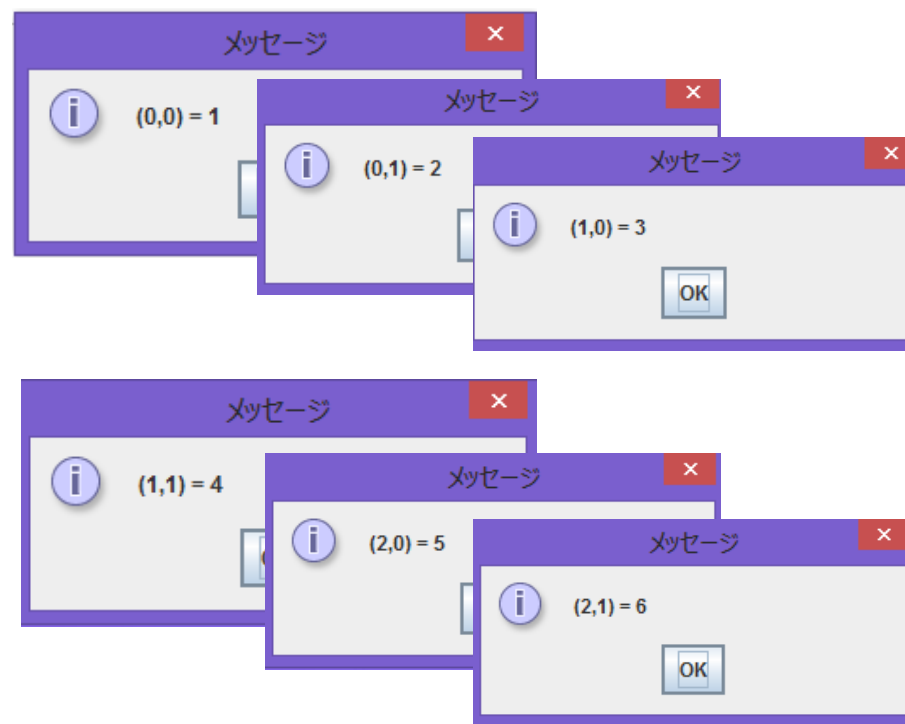 メッセージ
(0,0) = 1
メッセージ
(0,1) = 2
メッセージ
(1,0) = 3
OK
メッセージ
(1,1) = 4
メッセージ
(2,0) = 5
メッセージ
(2,1) = 6
OK